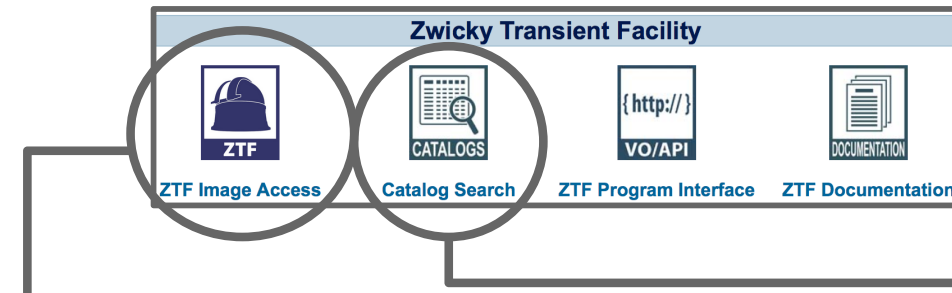 Zwicky Transient Facility
ZTF CATALOGS {http://} VO/API DOCUMENTATION
ZTF Image Access Catalog Search ZTF Program Interface ZTF Documentation